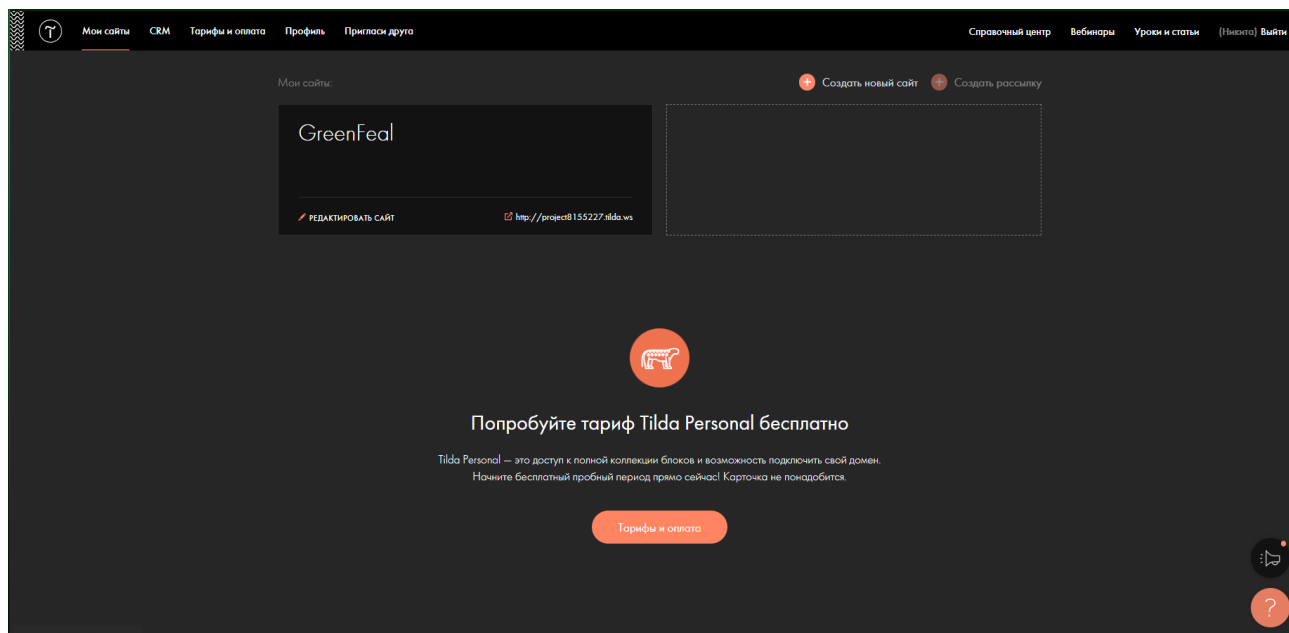 Мои сайты CRM Тарифы и оплата Профиль Пригласи друга Справочный центр Вебинары Уроки и статьи (Никита) Выйти
Мои сайты: Создать новый сайт Создать рассылку
GreenFeal
РЕДАКТИРОВАТЬ САЙТ http://project8155227.tilda.ws
Попробуйте тариф Tilda Personal бесплатно
Tilda Personal — это доступ к полной коллекции блоков и возможность подключить свой домен.
Начните бесплатный пробный период прямо сейчас! Карточка не понадобится.
Тарифы и оплата
?